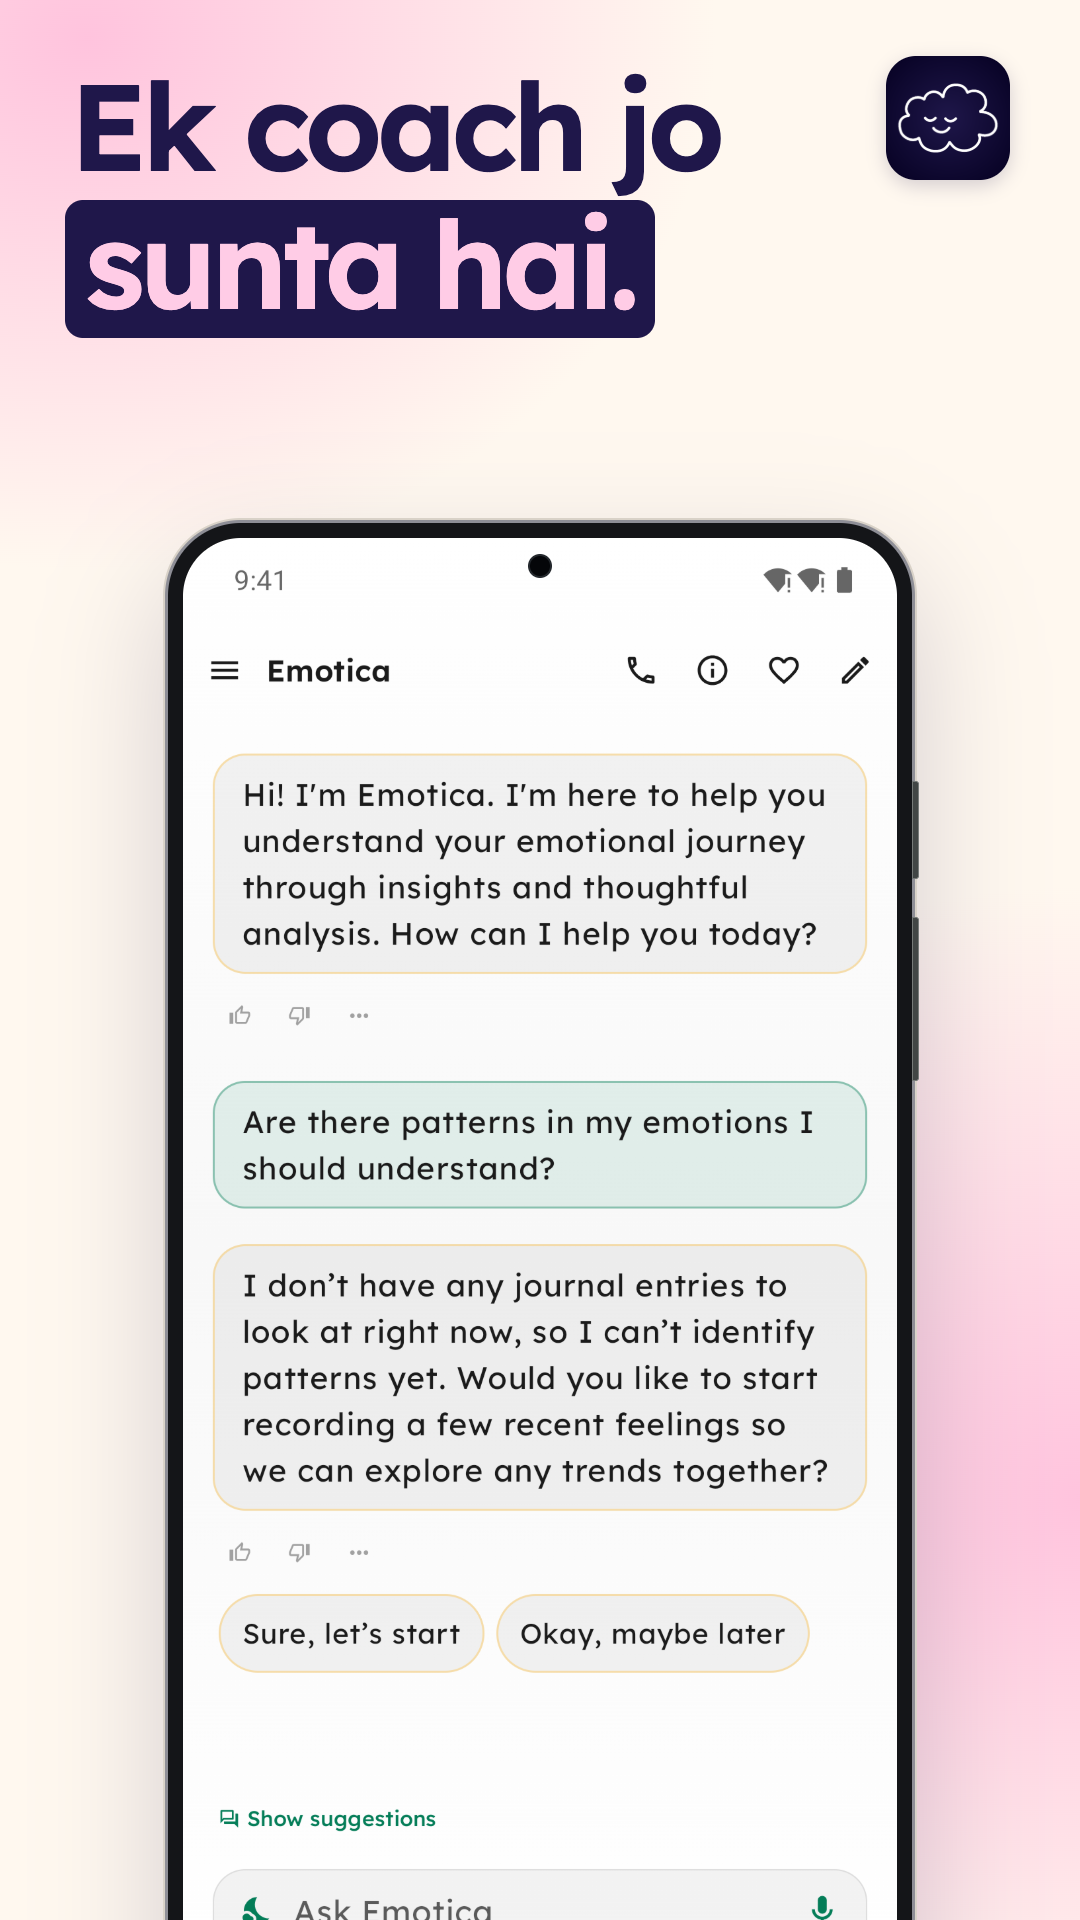 Ek coach jo
sunta hai.
9:41
Emotica
Hi! I'm Emotica. I'm here to help you
understand your emotional journey
through insights and thoughtful
analysis. How can I help you today?
Are there patterns in my emotions I
should understand?
I don’t have any journal entries to
look at right now, so I can’t identify
patterns yet. Would you like to start
recording a few recent feelings so
we can explore any trends together?
Sure, let’s start
Okay, maybe later
Show suggestions
Ask Emotica